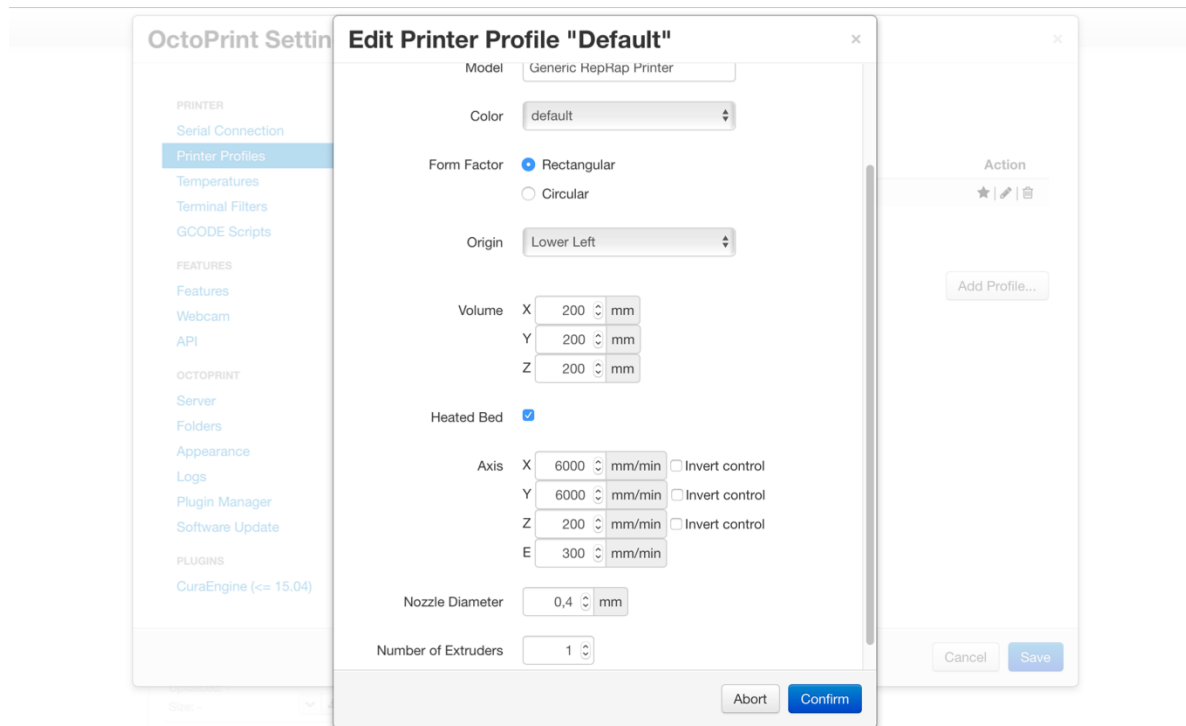 OctoPrint Settin
Edit Printer Profile "Default"
×
×
Model Generic RepRap Printer
PRINTER
Serial Connection
Printer Profiles
Temperatures
Terminal Filters
GCODE Scripts
FEATURES
Features
Webcam
API
OCTOPRINT
Server
Folders
Appearance
Logs
Plugin Manager
Software Update
PLUGINS
CuraEngine (<= 15.04)
Color default
Form Factor Rectangular
Circular
Origin Lower Left
Volume X 200 mm
Y 200 mm
Z 200 mm
Heated Bed
Axis X 6000 mm/min Invert control
Y 6000 mm/min Invert control
Z 200 mm/min Invert control
E 300 mm/min
Nozzle Diameter 0,4 mm
Number of Extruders 1
Abort Confirm
Action
Add Profile...
Cancel Save
Size: -